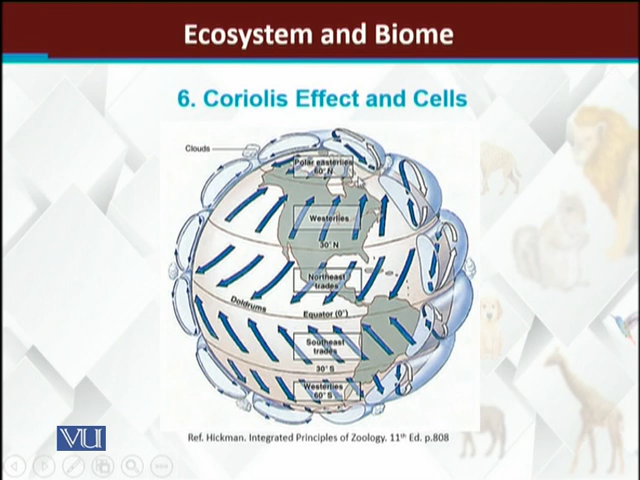 Ecosystem and Biome
6. Coriolis Effect and Cells
Clouds
Polar easterlies
60° N
Westerlies
30° N
Northeast
trades
Doldrums
Equator (0°)
Southeast
trades
30° S
Westerlies
60° S
Ref. Hickman. Integrated Principles of Zoology. 11th Ed. p.808
VU